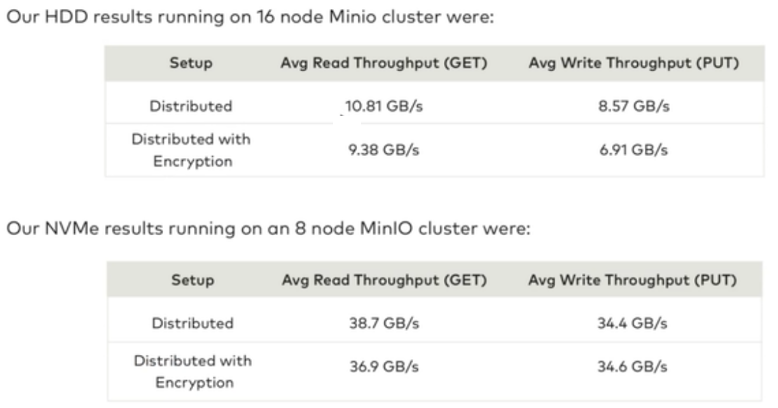 Our HDD results running on 16 node Minio cluster were:
Setup Avg Read Throughput (GET) Avg Write Throughput (PUT)
Distributed 10.81 GB/s 8.57 GB/s
Distributed with
Encryption 9.38 GB/s 6.91 GB/s
Our NVMe results running on an 8 node MinIO cluster were:
Setup Avg Read Throughput (GET) Avg Write Throughput (PUT)
Distributed 38.7 GB/s 34.4 GB/s
Distributed with
Encryption 36.9 GB/s 34.6 GB/s